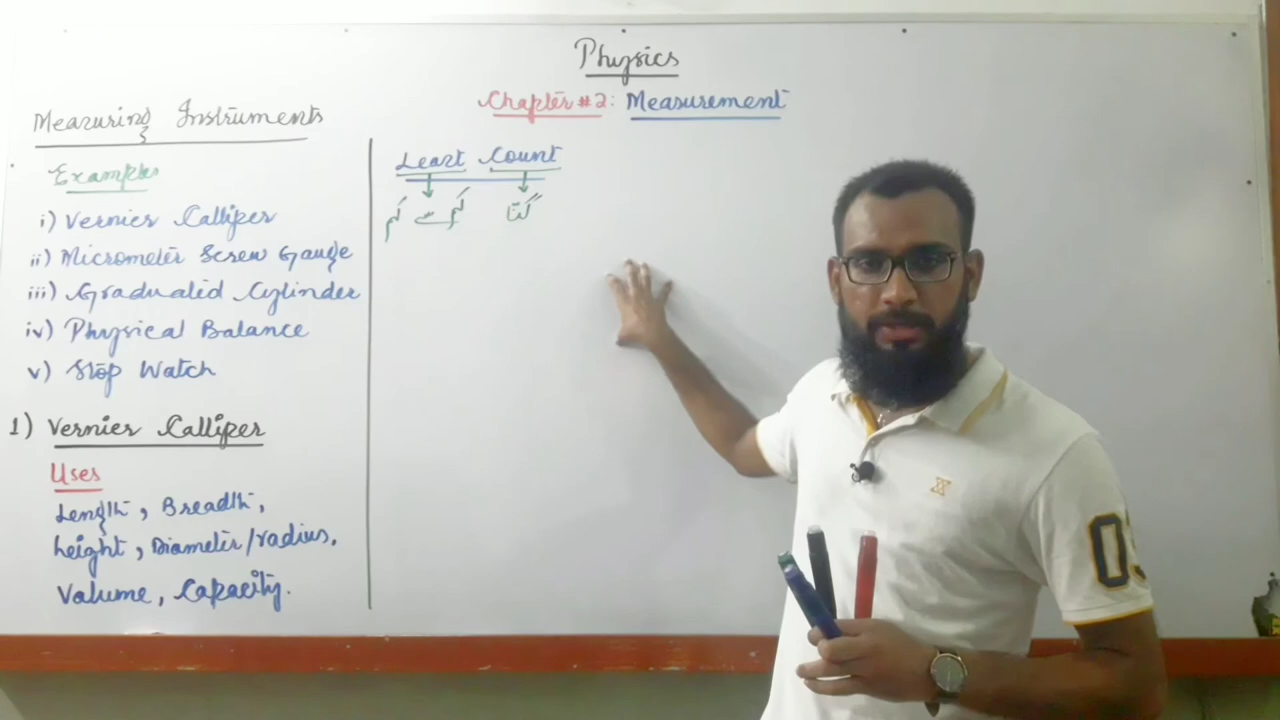 Physics
Chapter #2: Measurement
Measuring Instruments
Examples
i) Vernier Calliper
ii) Micrometer Screw Gauge
iii) Graduated Cylinder
iv) Physical Balance
v) Stop Watch
1) Vernier Calliper
Uses
Length, Breadth,
height, Diameter/radius,
Volume, Capacity.
Least Count
کم سے کم گنتا
03